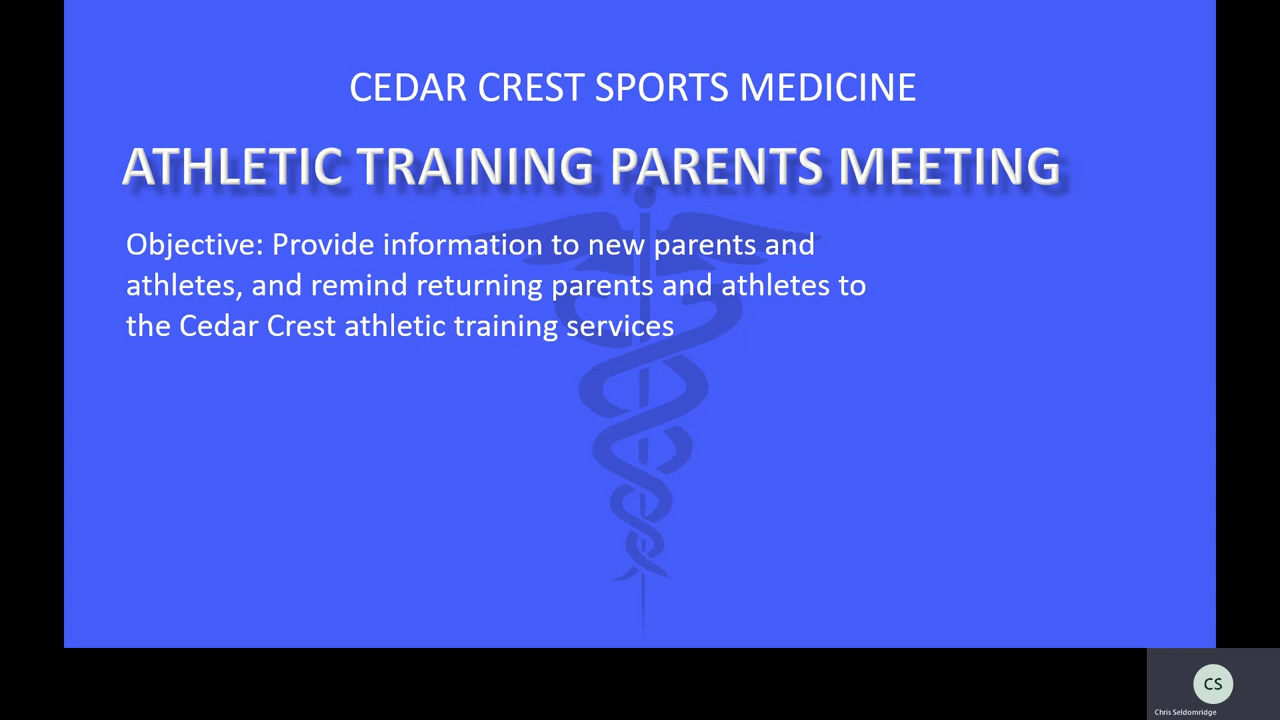 CEDAR CREST SPORTS MEDICINE
ATHLETIC TRAINING PARENTS MEETING
Objective: Provide information to new parents and
athletes, and remind returning parents and athletes to
the Cedar Crest athletic training services
CS
Chris Seldomridge